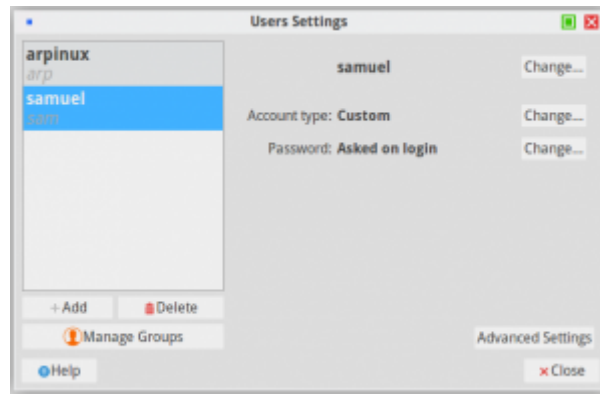 Users Settings
arpinux
arp
samuel
sam
samuel Change...
Account type: Custom Change...
Password: Asked on login Change...
+Add Delete
Manage Groups
Advanced Settings
Help
Close